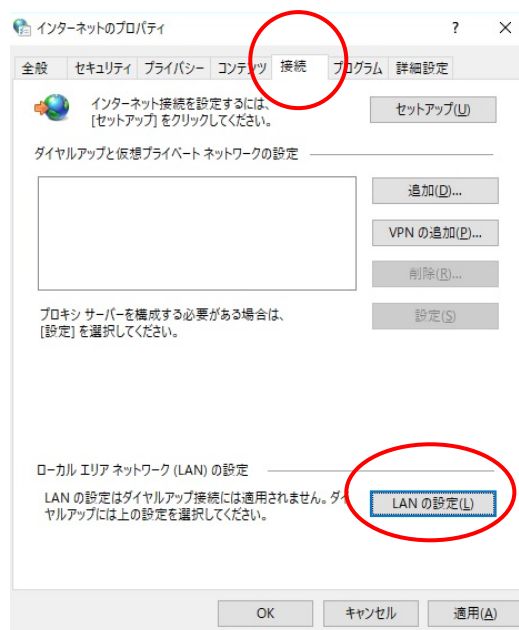 インターネットのプロパティ
? ×
全般 セキュリティ プライバシー コンテンツ 接続 プログラム 詳細設定
インターネット接続を設定するには、
[セットアップ] をクリックしてください。
セットアップ(U)
ダイヤルアップと仮想プライベート ネットワークの設定
追加(D)...
VPN の追加(P)...
削除(R)...
プロキシ サーバーを構成する必要がある場合は、
[設定] を選択してください。
設定(S)
ローカル エリア ネットワーク (LAN) の設定
LAN の設定はダイヤルアップ接続には適用されません。ダイ
ヤルアップには上の設定を選択してください。
LAN の設定(L)
OK キャンセル 適用(A)